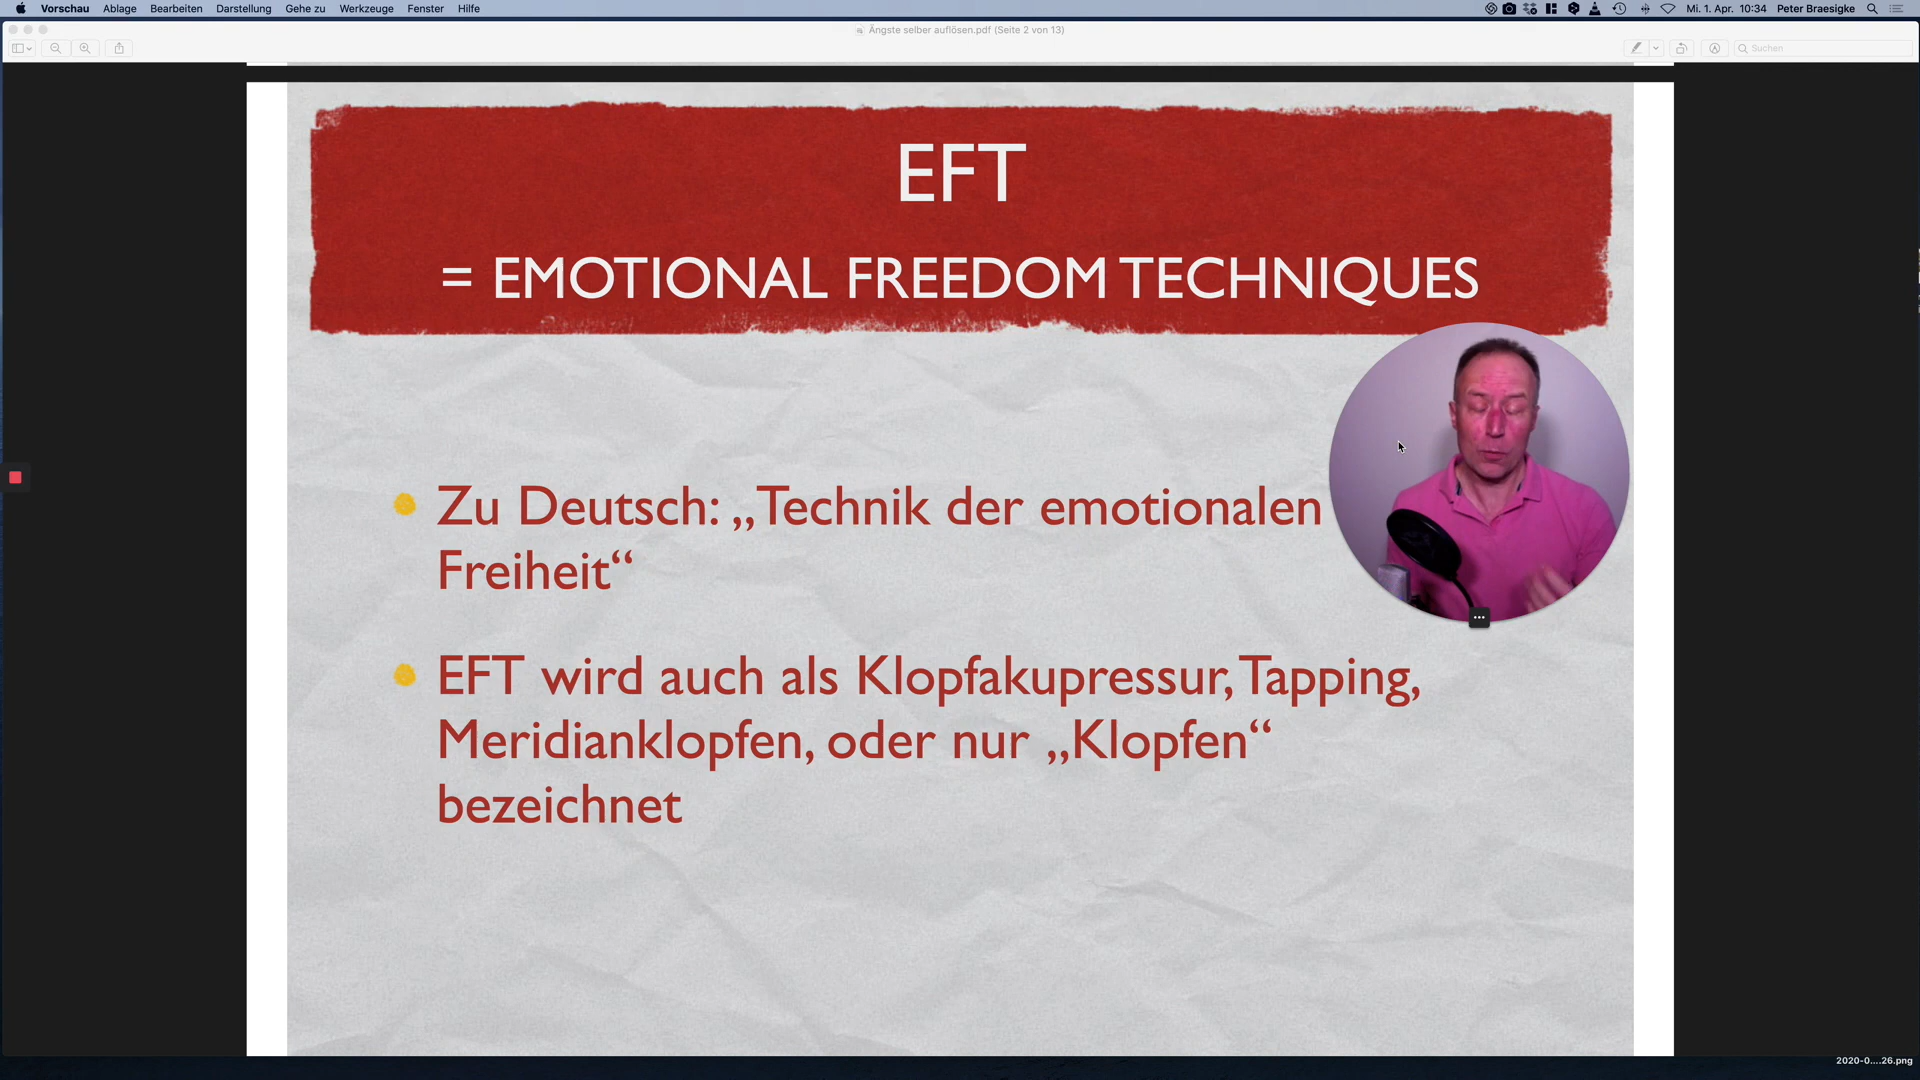 Vorschau Ablage Bearbeiten Darstellung Gehe zu Werkzeuge Fenster Hilfe
Mi. 1. Apr. 10:34 Peter Braesigke
Ängste selber auflösen.pdf (Seite 2 von 13)
Suchen
EFT
= EMOTIONAL FREEDOM TECHNIQUES
Zu Deutsch: „Technik der emotionalen
Freiheit“
EFT wird auch als Klopfakupressur, Tapping,
Meridianklopfen, oder nur „Klopfen“
bezeichnet
2020-0....26.png